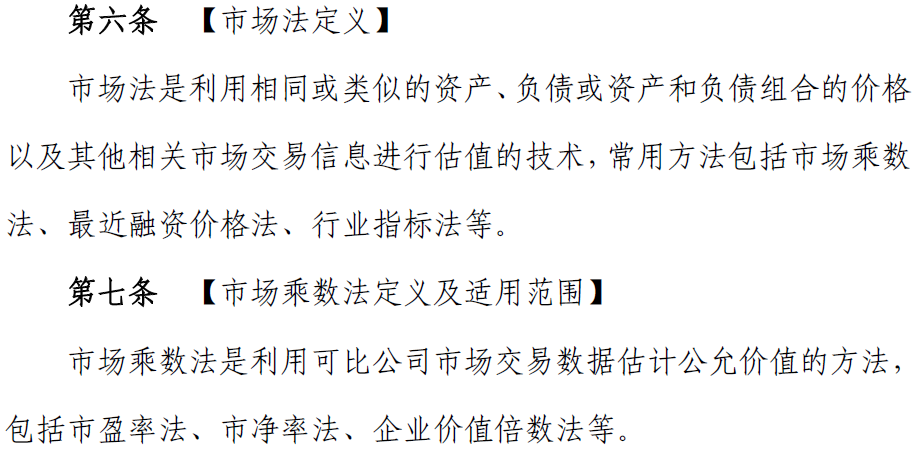 第六条 【市场法定义】
市场法是利用相同或类似的资产、负债或资产和负债组合的价格
以及其他相关市场交易信息进行估值的技术，常用方法包括市场乘数
法、最近融资价格法、行业指标法等。
第七条 【市场乘数法定义及适用范围】
市场乘数法是利用可比公司市场交易数据估计公允价值的方法，
包括市盈率法、市净率法、企业价值倍数法等。